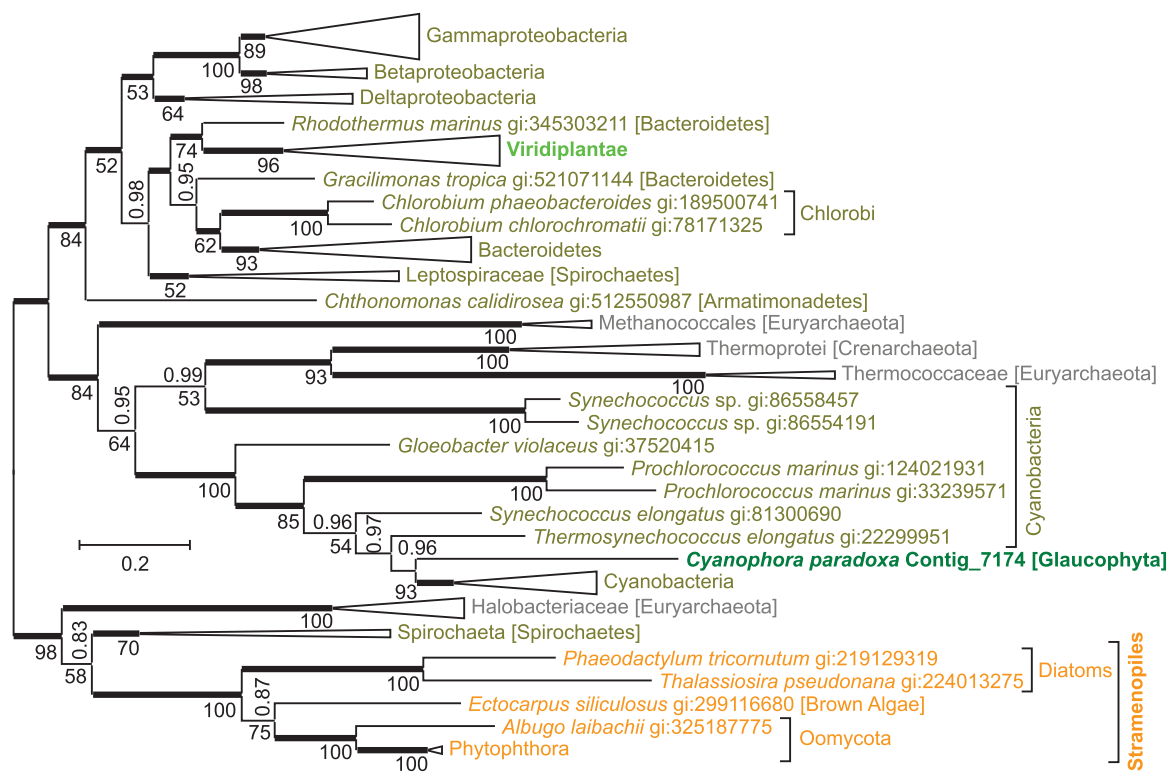 Gammaproteobacteria
89
100
Betaproteobacteria
98
53
Deltaproteobacteria
64
Rhodothermus marinus gi:345303211 [Bacteroidetes]
74
Viridiplantae
52
96
0.95
Gracilimonas tropica gi:521071144 [Bacteroidetes]
0.98
Chlorobium phaeobacteroides gi:189500741
Chlorobi
100
Chlorobium chlorochromatii gi:78171325
84
62
Bacteroidetes
93
Leptospiraceae [Spirochaetes]
52
Chthonomonas calidirosea gi:512550987 [Armatimonadetes]
Methanococcales [Euryarchaeota]
100
Thermoprotei [Crenarchaeota]
100
0.99
93
Thermococcaceae [Euryarchaeota]
100
84
53
0.95
Synechococcus sp. gi:86558457
100
Synechococcus sp. gi:86554191
64
Gloeobacter violaceus gi:37520415
Cyanobacteria
Prochlorococcus marinus gi:124021931
100
100
Prochlorococcus marinus gi:33239571
85
0.96
Synechococcus elongatus gi:81300690
0.97
54
Thermosynechococcus elongatus gi:22299951
0.96
0.2
Cyanophora paradoxa Contig_7174 [Glaucophyta]
93
Cyanobacteria
Halobacteriaceae [Euryarchaeota]
100
0.83
98
Spirochaeta [Spirochaetes]
70
58
Phaeodactylum tricornutum gi:219129319
Diatoms
100
Thalassiosira pseudonana gi:224013275
Stramenopiles
0.87
100
Ectocarpus siliculosus gi:299116680 [Brown Algae]
75
Albugo laibachii gi:325187775
Oomycota
100
Phytophthora
100